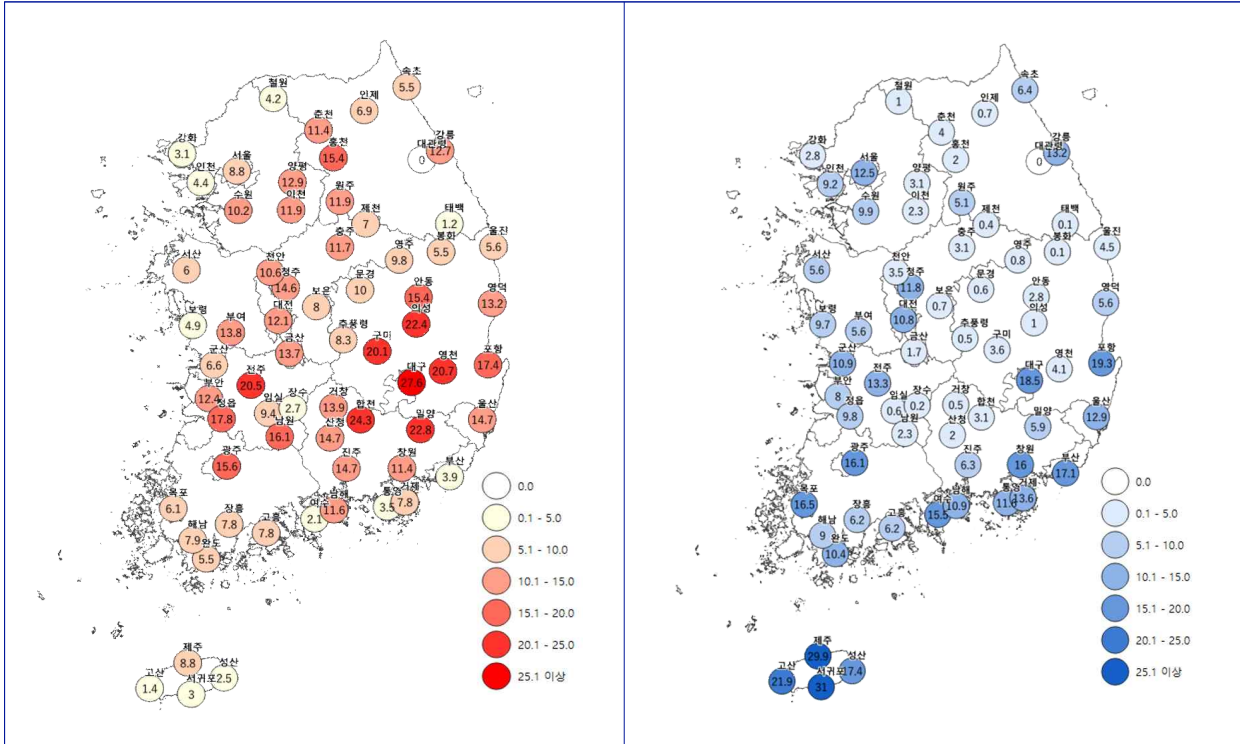 속초
5.5
철원
4.2
인제
6.9
춘천
11.4
강릉
12.7
대관령
0
홍천
15.4
강화
3.1
서울
8.8
인천
4.4
양평
12.9
수원
10.2
이천
11.9
원주
11.9
제천
7
태백
1.2
충주
11.7
영주
9.8
봉화
5.5
울진
5.6
서산
6
천안
10.6
청주
14.6
보은
8
문경
10
안동
15.4
영덕
13.2
보령
4.9
부여
13.8
대전
12.1
의성
22.4
추풍령
8.3
구미
20.1
금산
13.7
군산
6.6
전주
20.5
대구
27.6
영천
20.7
포항
17.4
부안
12.4
정읍
17.8
임실
9.4
장수
2.7
거창
13.9
합천
24.3
밀양
22.8
울산
14.7
남원
16.1
산청
14.7
광주
15.6
진주
14.7
창원
11.4
부산
3.9
목포
6.1
장흥
7.8
고흥
7.8
여수
2.1
남해
11.6
통영
3.5
거제
7.8
해남
7.9
완도
5.5
제주
8.8
고산
1.4
서귀포
3
성산
2.5
0.0
0.1 - 5.0
5.1 - 10.0
10.1 - 15.0
15.1 - 20.0
20.1 - 25.0
25.1 이상
속초
6.4
철원
1
인제
0.7
춘천
4
강릉
13.2
대관령
0
홍천
2
강화
2.8
서울
12.5
인천
9.2
양평
3.1
수원
9.9
이천
2.3
원주
5.1
제천
0.4
태백
0.1
충주
3.1
영주
0.8
봉화
0.1
울진
4.5
서산
5.6
천안
3.5
청주
11.8
보은
0.7
문경
0.6
안동
2.8
영덕
5.6
보령
9.7
부여
5.6
대전
10.8
의성
1
추풍령
0.5
구미
3.6
금산
1.7
군산
10.9
전주
13.3
대구
18.5
영천
4.1
포항
19.3
부안
8
정읍
9.8
임실
0.6
장수
0.2
거창
0.5
합천
3.1
밀양
5.9
울산
12.9
남원
2.3
산청
2
광주
16.1
진주
6.3
창원
16
부산
17.1
목포
16.5
장흥
6.2
고흥
6.2
여수
15.5
남해
10.9
통영
11.6
거제
13.6
해남
9
완도
10.4
제주
29.9
고산
21.9
서귀포
31
성산
17.4
0.0
0.1 - 5.0
5.1 - 10.0
10.1 - 15.0
15.1 - 20.0
20.1 - 25.0
25.1 이상